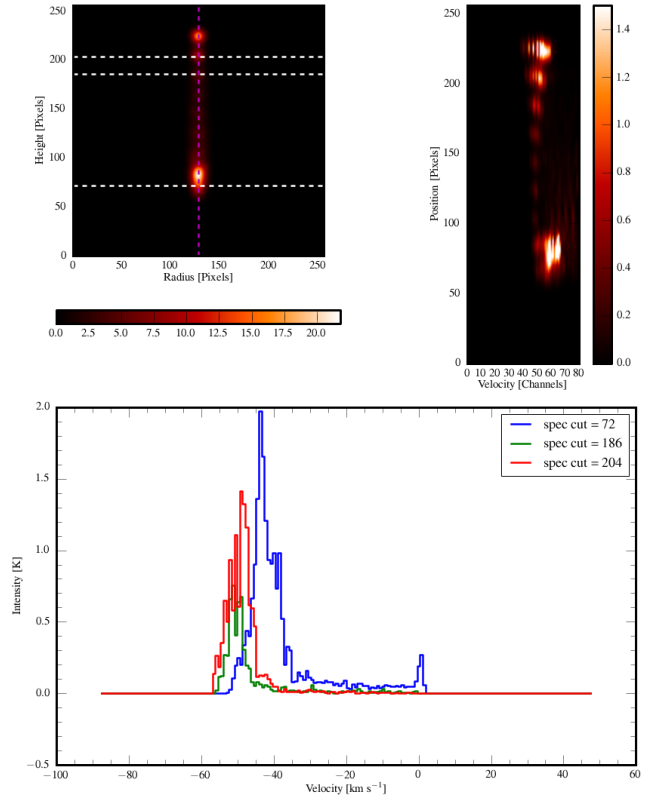 250
200
150
100
50
0
Height [Pixels]
0 50 100 150 200 250
Radius [Pixels]
0.0 2.5 5.0 7.5 10.0 12.5 15.0 17.5 20.0
250
200
150
100
50
0
Position [Pixels]
0 10 20 30 40 50 60 70 80
Velocity [Channels]
1.4
1.2
1.0
0.8
0.6
0.4
0.2
0.0
2.0
1.5
1.0
0.5
0.0
−0.5
Intensity [K]
spec cut = 72
spec cut = 186
spec cut = 204
−100 −80 −60 −40 −20 0 20 40 60
Velocity [km s⁻¹]